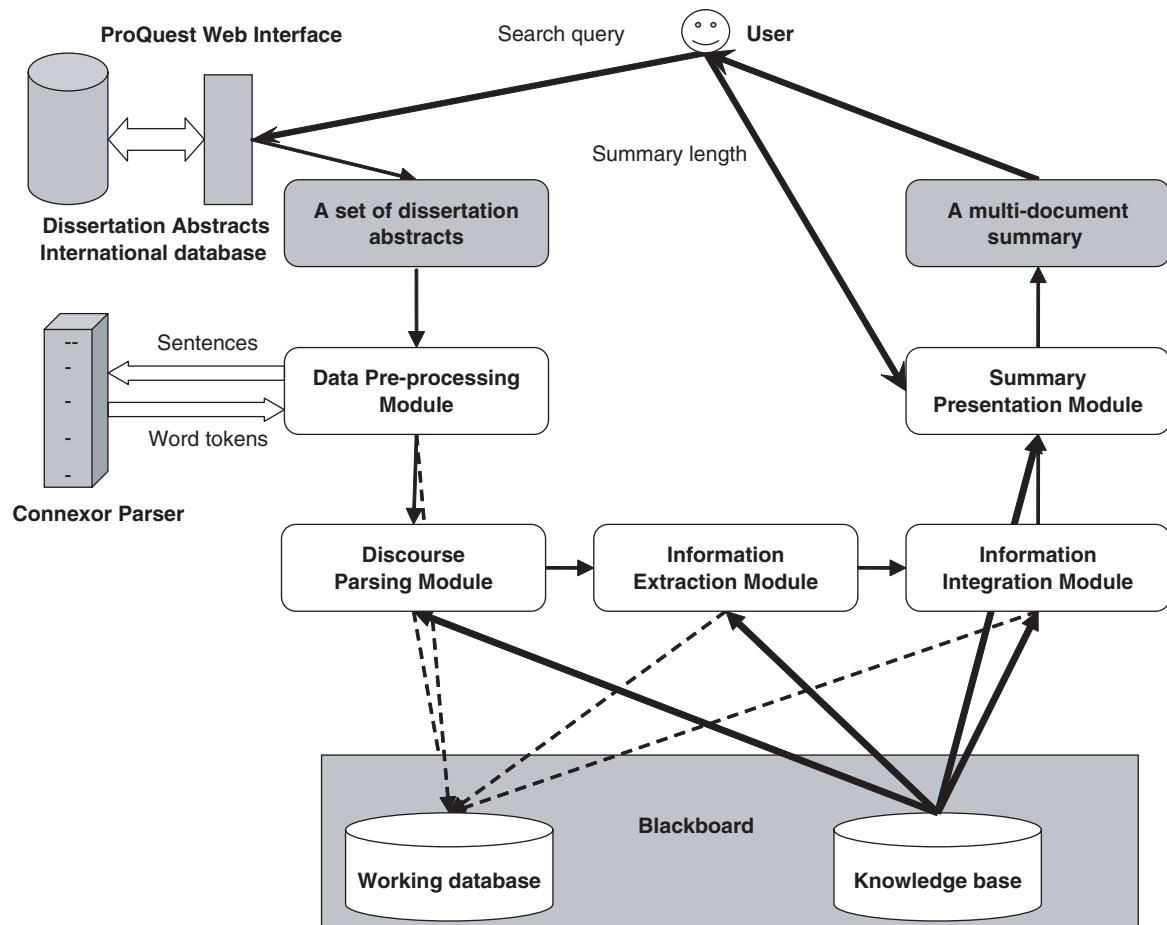 ProQuest Web Interface
Search query
User
Summary length
Dissertation Abstracts
International database
A set of dissertation
abstracts
A multi-document
summary
--
-
-
-
-
Sentences
Word tokens
Connexor Parser
Data Pre-processing
Module
Summary
Presentation Module
Discourse
Parsing Module
Information
Extraction Module
Information
Integration Module
Blackboard
Working database
Knowledge base